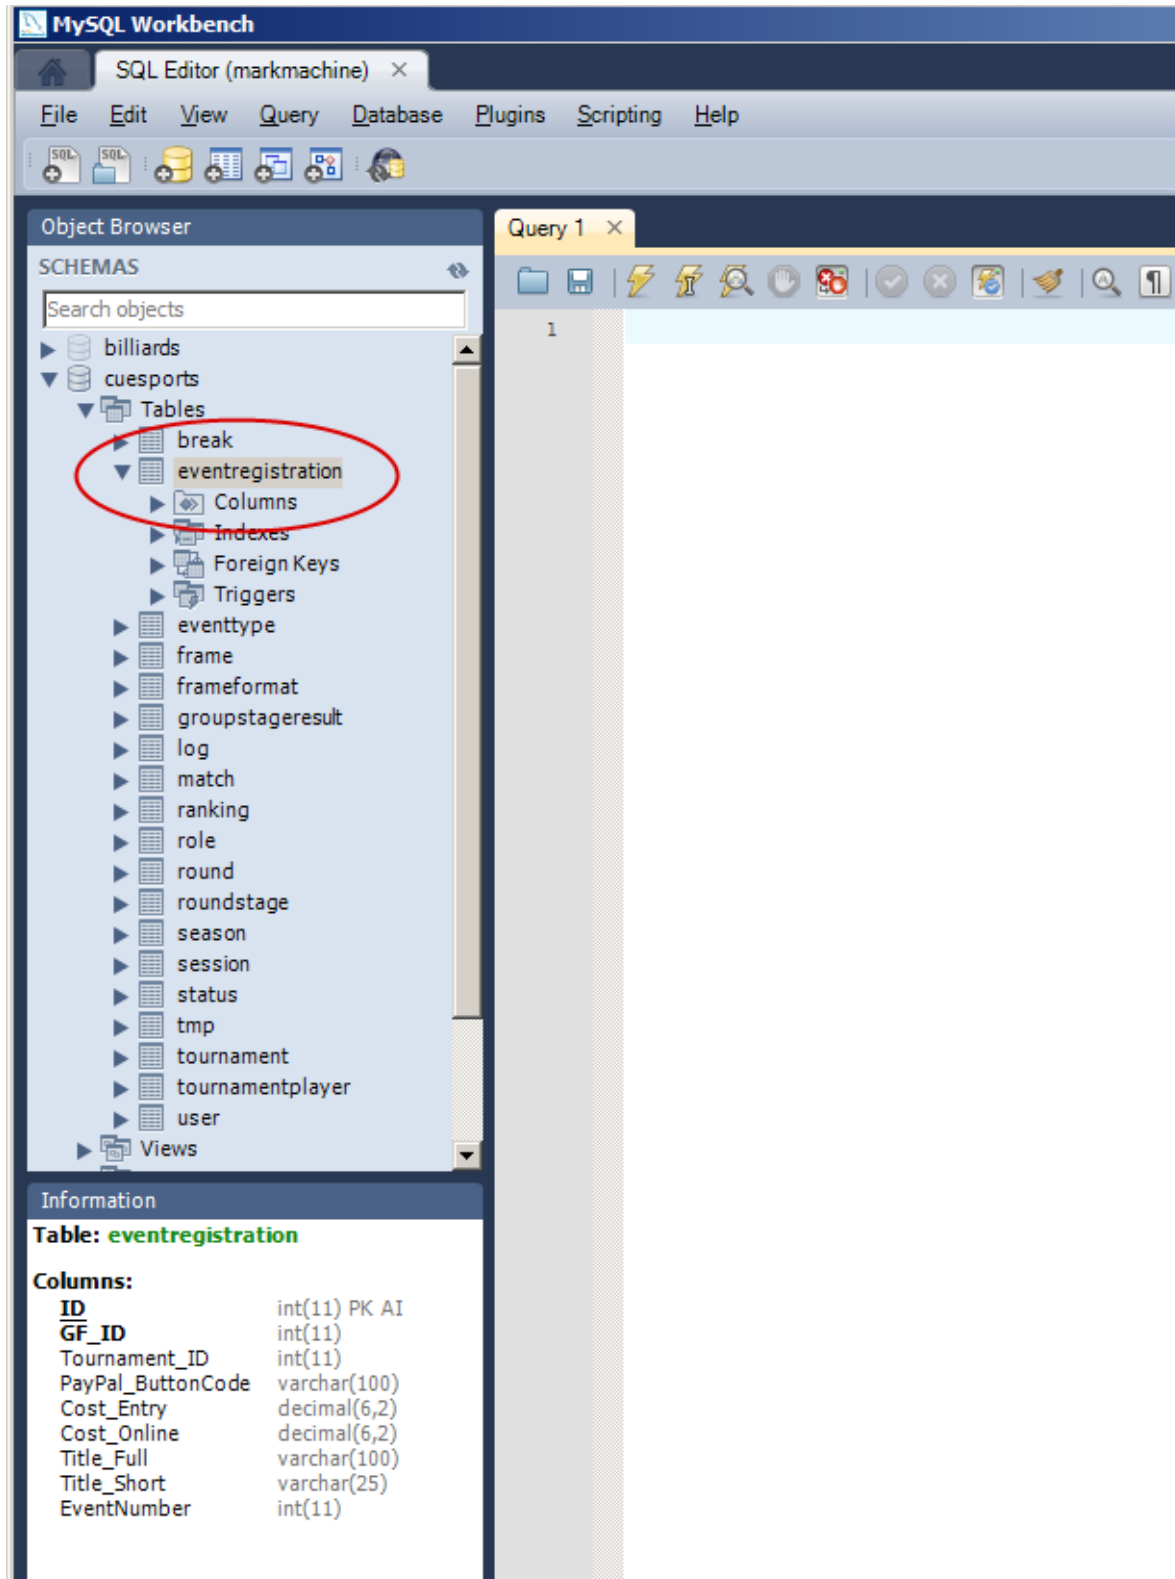 MySQL Workbench
SQL Editor (markmachine)
File Edit View Query Database Plugins Scripting Help
SQL SQL
Object Browser
Query 1
SCHEMAS
Search objects
1
billiards
cuesports
Tables
break
eventregistration
Columns
Indexes
Foreign Keys
Triggers
eventtype
frame
frameformat
groupstageresult
log
match
ranking
role
round
roundstage
season
session
status
tmp
tournament
tournamentplayer
user
Views
Information
Table: eventregistration
Columns:
ID int(11) PK AI
GF_ID int(11)
Tournament_ID int(11)
PayPal_ButtonCode varchar(100)
Cost_Entry decimal(6,2)
Cost_Online decimal(6,2)
Title_Full varchar(100)
Title_Short varchar(25)
EventNumber int(11)